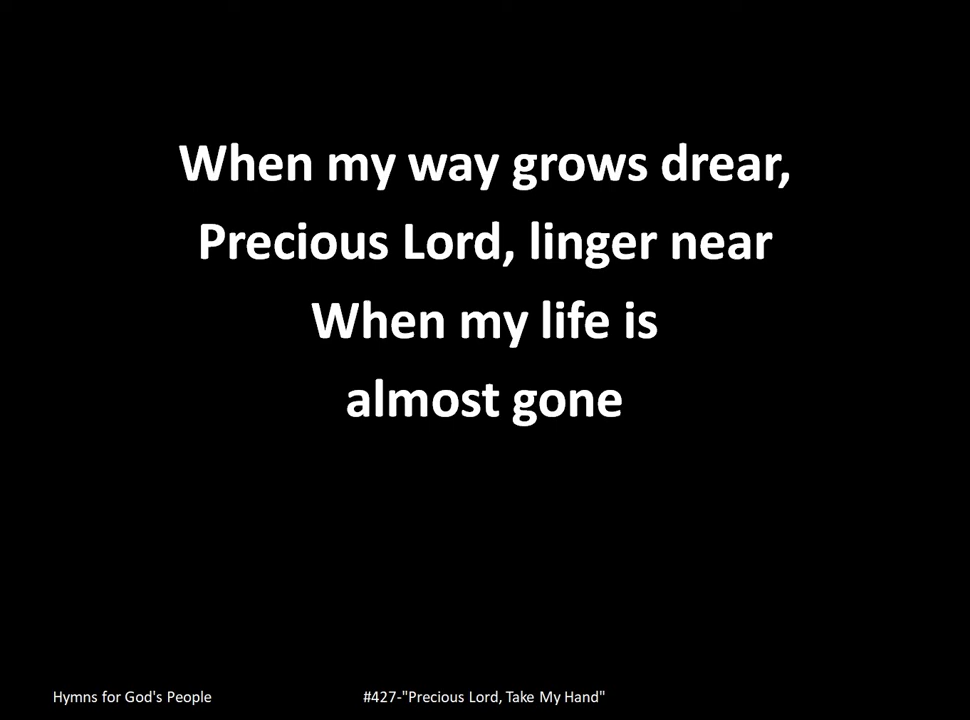 When my way grows drear,
Precious Lord, linger near
When my life is
almost gone
Hymns for God's People
#427-"Precious Lord, Take My Hand"